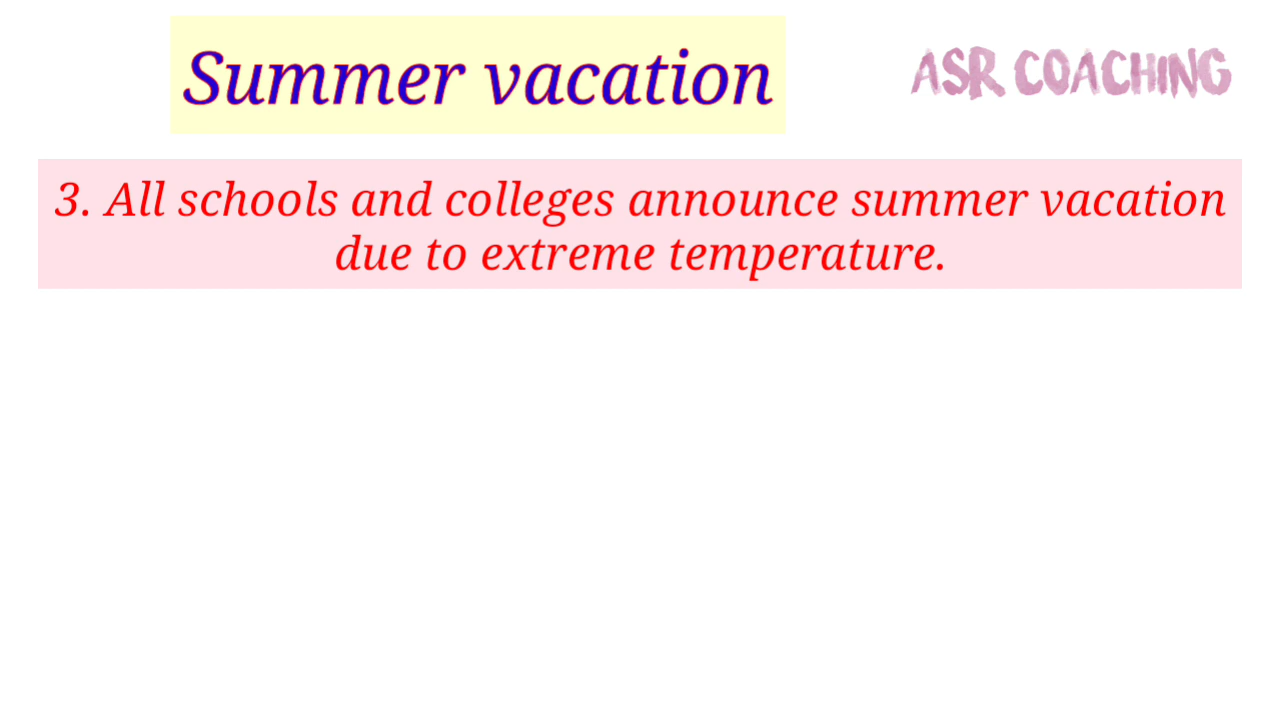 Summer vacation
ASR COACHING
3. All schools and colleges announce summer vacation
due to extreme temperature.